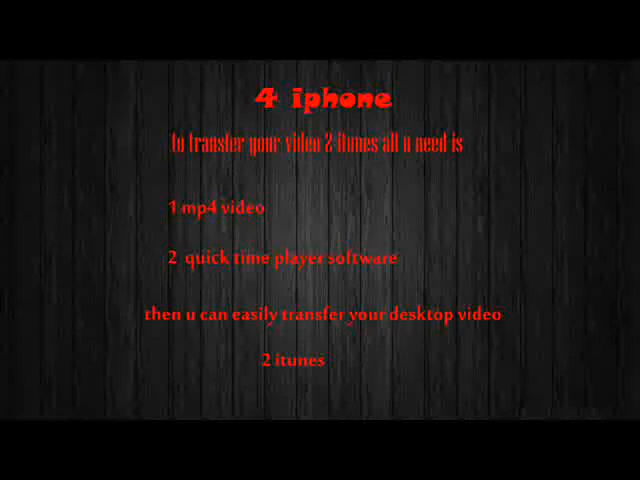 4 iphone
to transfer your video 2 itunes all u need is
1 mp4 video
2 quick time player software
then u can easily transfer your desktop video
2 itunes